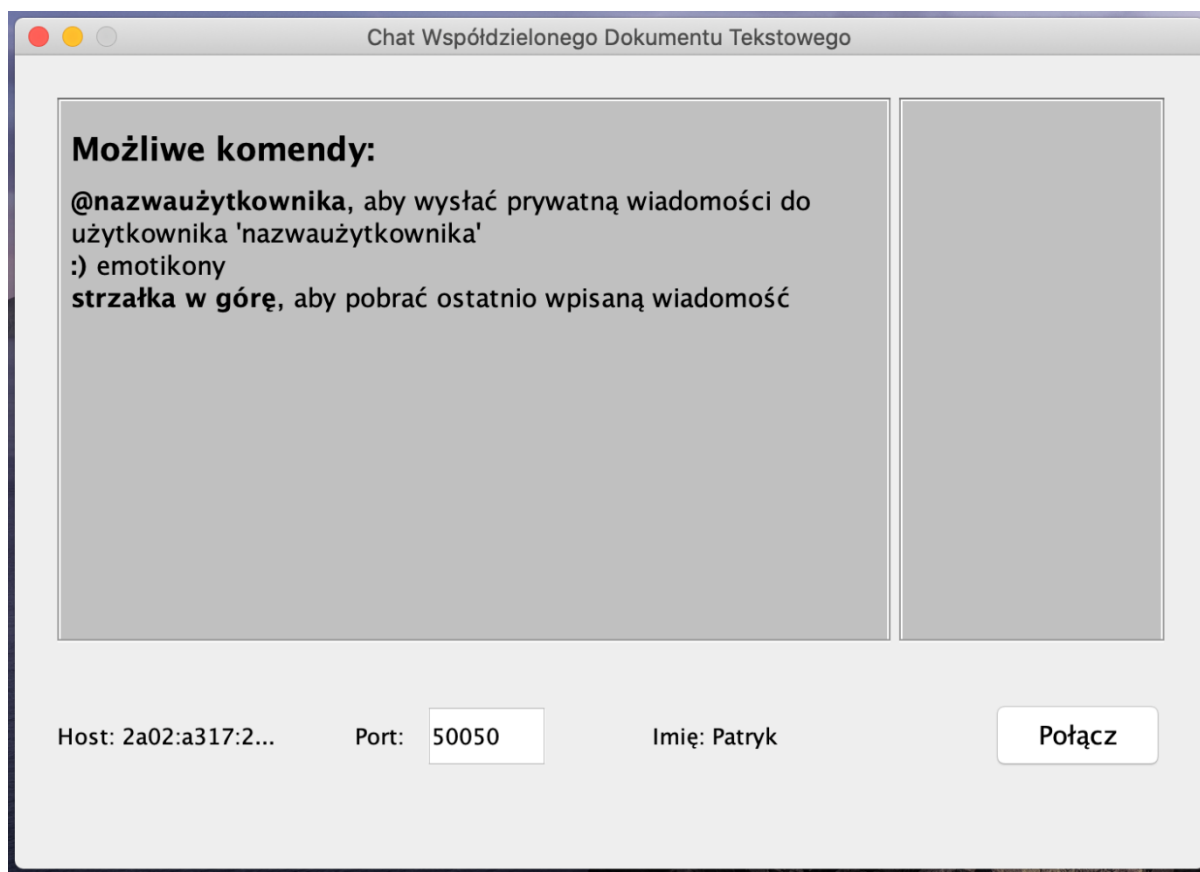 Chat Współdzielonego Dokumentu Tekstowego
Możliwe komendy:
@nazwaużytkownika, aby wysłać prywatną wiadomości do
użytkownika 'nazwaużytkownika'
:) emotikony
strzałka w górę, aby pobrać ostatnio wpisaną wiadomość
Host: 2a02:a317:2... Port: 50050 Imię: Patryk Połącz